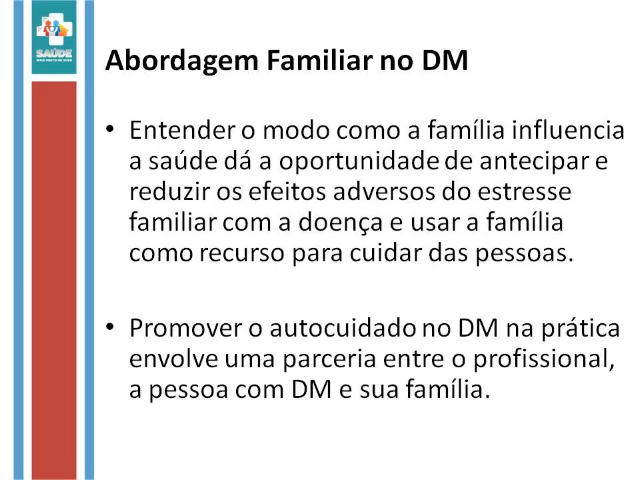 SAÚDE
Abordagem Familiar no DM
• Entender o modo como a família influencia
a saúde dá a oportunidade de antecipar e
reduzir os efeitos adversos do estresse
familiar com a doença e usar a família
como recurso para cuidar das pessoas.
• Promover o autocuidado no DM na prática
envolve uma parceria entre o profissional,
a pessoa com DM e sua família.